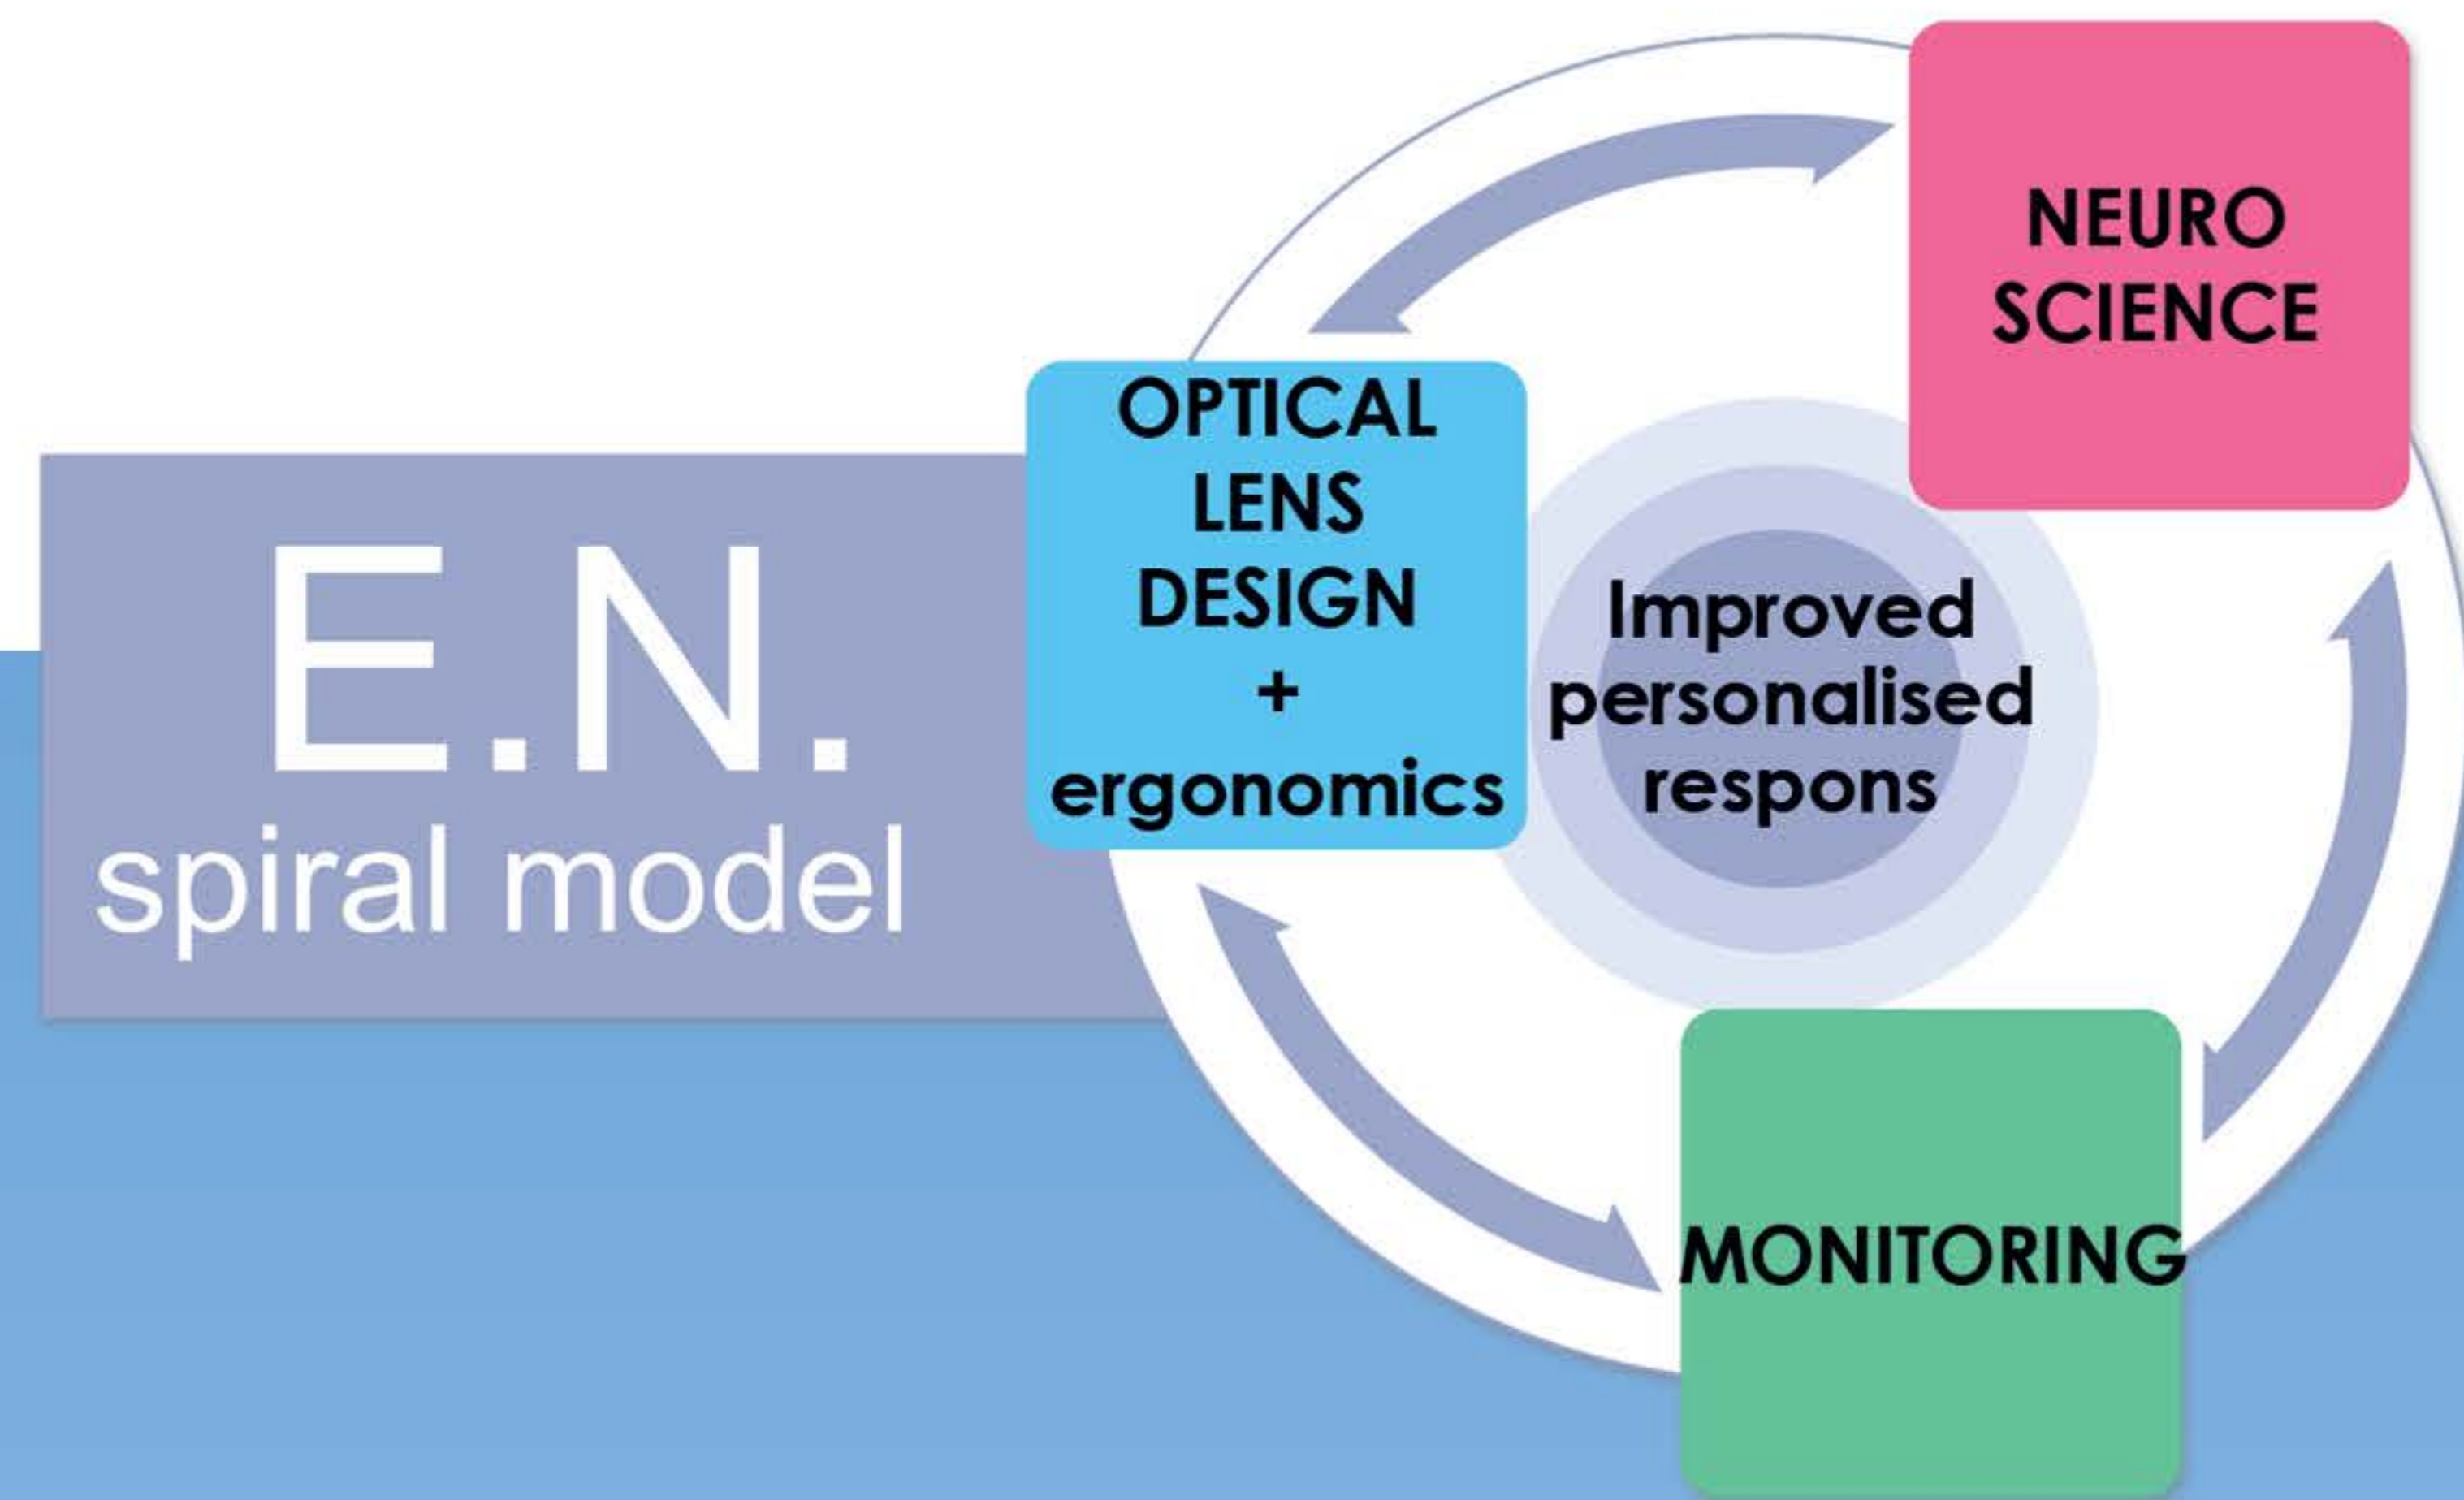 E.N.
spiral model
OPTICAL
LENS
DESIGN
+
ergonomics
NEURO
SCIENCE
Improved
personalised
respons
MONITORING